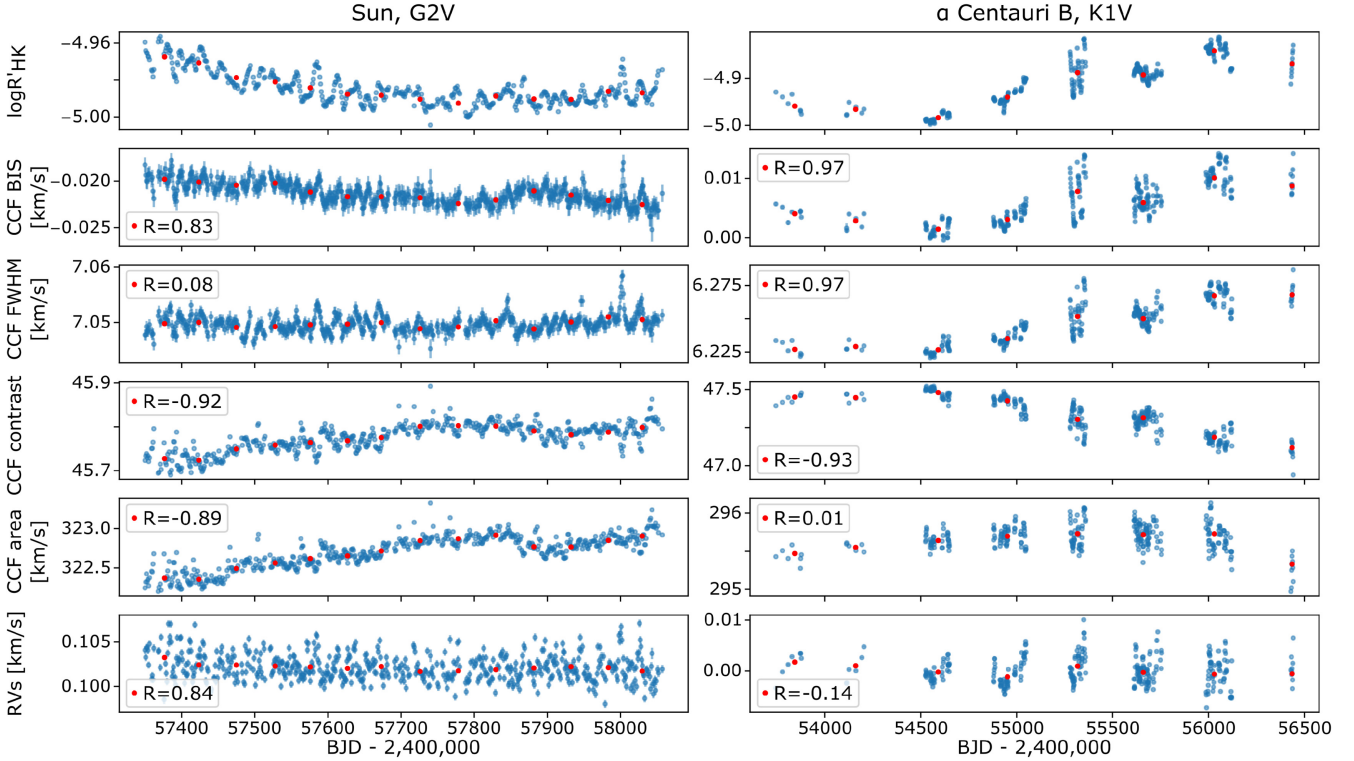 Sun, G2V
α Centauri B, K1V
logR'HK
−4.96
−5.00
−4.9
−5.0
CCF BIS
[km/s]
−0.020
−0.025
R=0.83
0.01
0.00
R=0.97
CCF FWHM
[km/s]
7.06
7.05
R=0.08
6.275
6.225
R=0.97
CCF contrast
45.9
45.7
R=-0.92
47.5
47.0
R=-0.93
CCF area
[km/s]
323.0
322.5
R=-0.89
296
295
R=0.01
RVs [km/s]
0.105
0.100
R=0.84
0.01
0.00
R=-0.14
57400 57500 57600 57700 57800 57900 58000
54000 54500 55000 55500 56000 56500
BJD - 2,400,000
BJD - 2,400,000